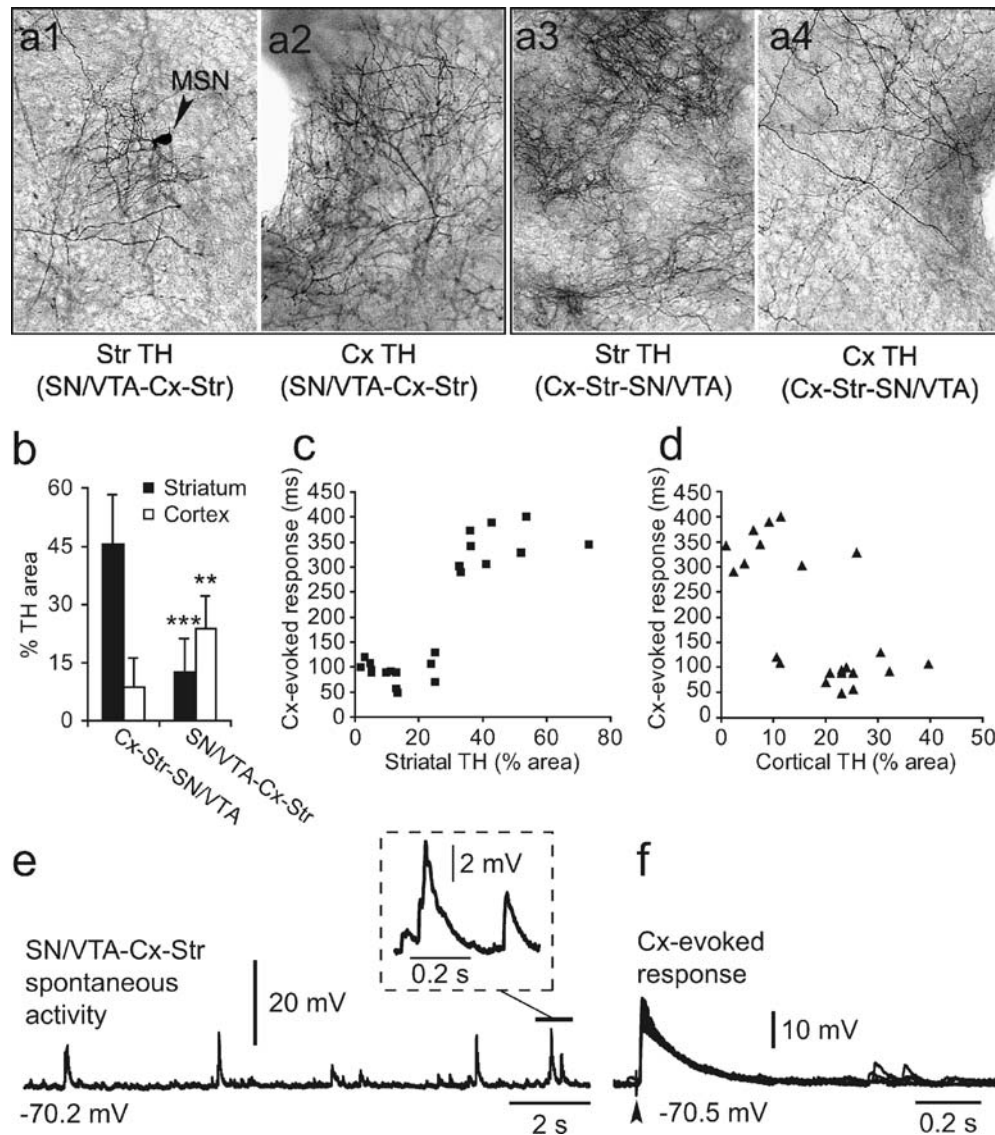 a1
MSN
a2
a3
a4
Str TH
(SN/VTA-Cx-Str)
Cx TH
(SN/VTA-Cx-Str)
Str TH
(Cx-Str-SN/VTA)
Cx TH
(Cx-Str-SN/VTA)
b
% TH area
60
45
30
15
0
Striatum
Cortex
***
**
Cx-Str-SN/VTA
SN/VTA-Cx-Str
c
Cx-evoked response (ms)
450
400
350
300
250
200
150
100
50
0
0 20 40 60 80
Striatal TH (% area)
d
Cx-evoked response (ms)
450
400
350
300
250
200
150
100
50
0
0 10 20 30 40 50
Cortical TH (% area)
e
SN/VTA-Cx-Str
spontaneous
activity
20 mV
2 mV
0.2 s
-70.2 mV
2 s
f
Cx-evoked
response
10 mV
-70.5 mV
0.2 s